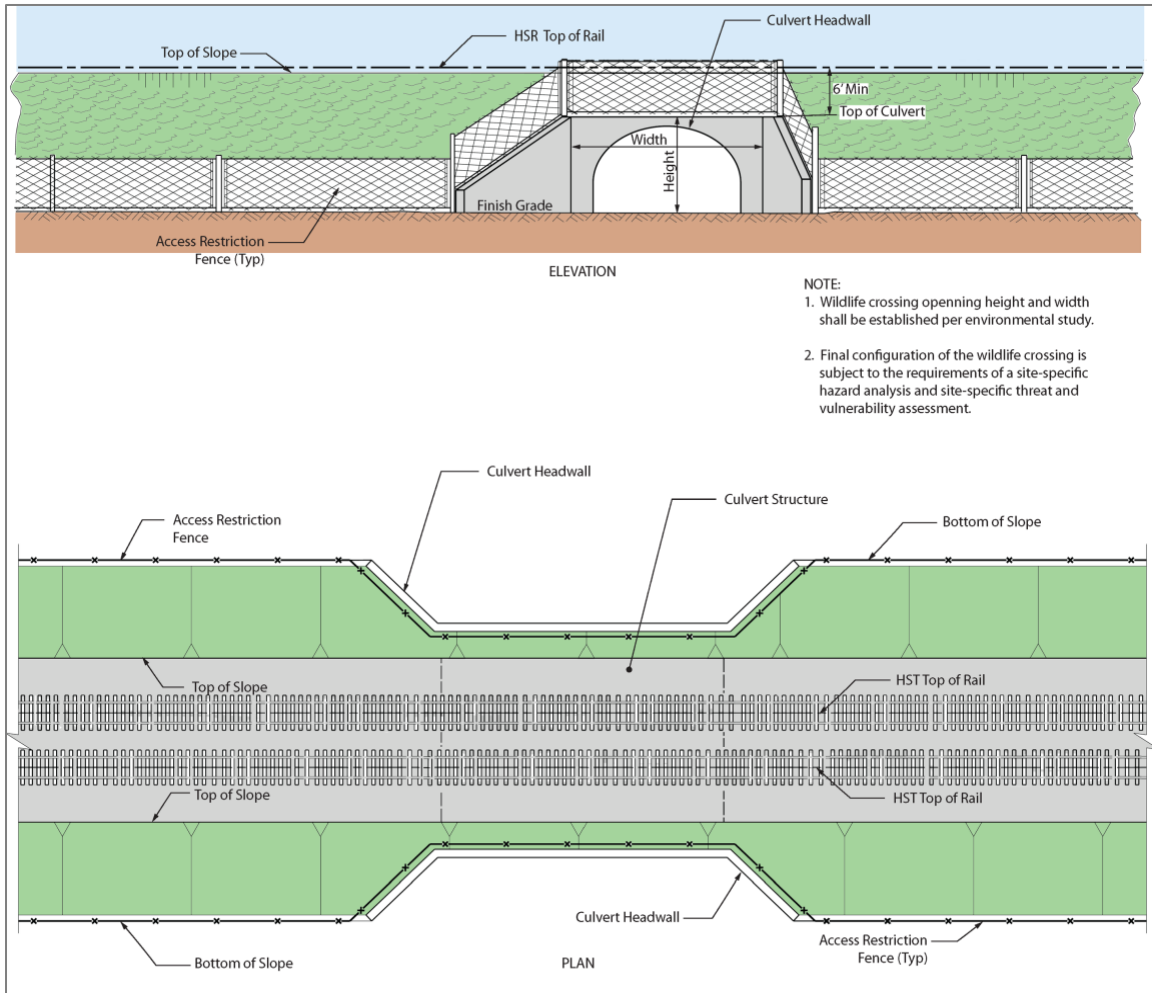 Culvert Headwall
HSR Top of Rail
Top of Slope
6' Min
Top of Culvert
Width
Height
Finish Grade
Access Restriction
Fence (Typ)
ELEVATION
NOTE:
1. Wildlife crossing openning height and width
shall be established per environmental study.
2. Final configuration of the wildlife crossing is
subject to the requirements of a site-specific
hazard analysis and site-specific threat and
vulnerability assessment.
Culvert Headwall
Culvert Structure
Access Restriction
Fence
Bottom of Slope
Top of Slope
HST Top of Rail
Top of Slope
HST Top of Rail
Culvert Headwall
Access Restriction
Fence (Typ)
Bottom of Slope
PLAN